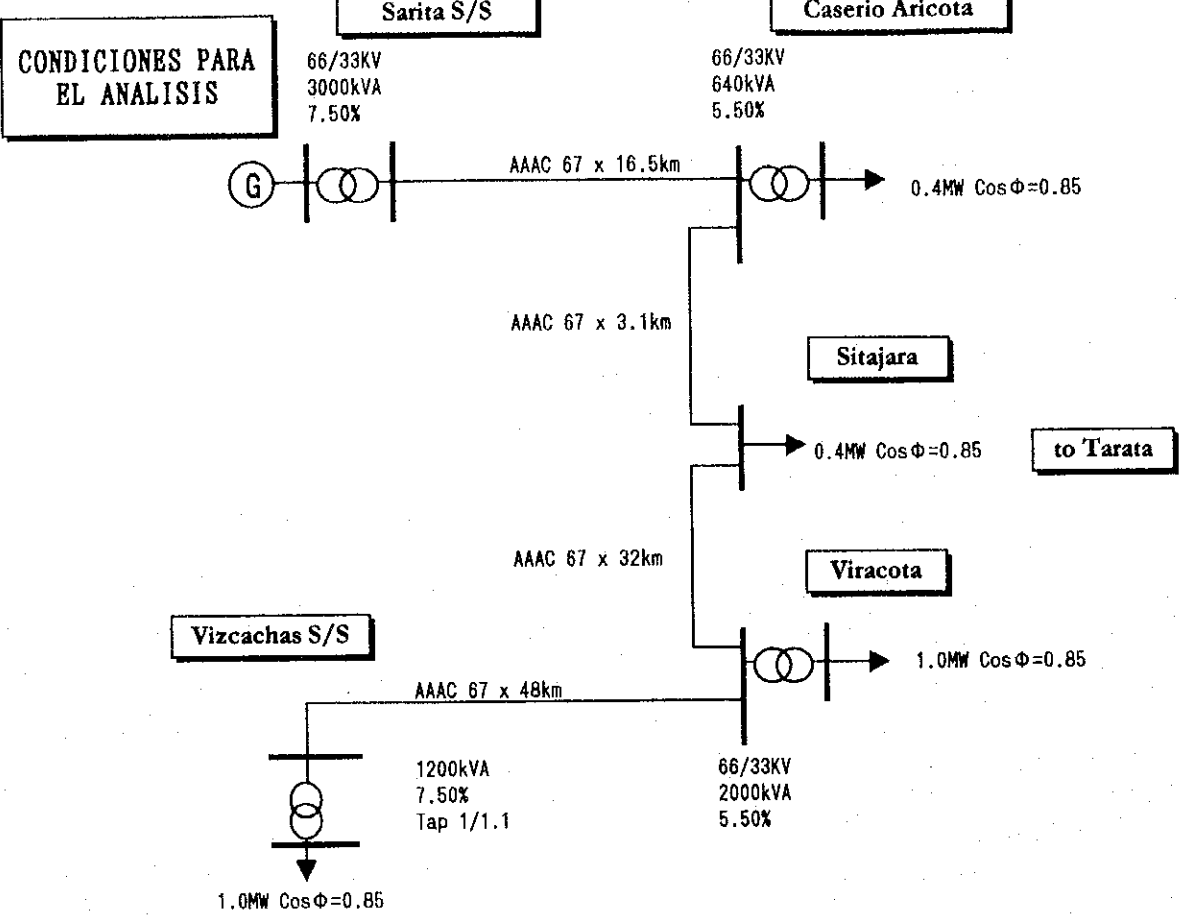 Sarita S/S
Caserio Aricota
CONDICIONES PARA
EL ANALISIS
66/33KV
3000kVA
7.50%
66/33KV
640kVA
5.50%
G
AAAC 67 x 16.5km
0.4MW CosΦ=0.85
AAAC 67 x 3.1km
Sitajara
0.4MW CosΦ=0.85
to Tarata
AAAC 67 x 32km
Viracota
Vizcachas S/S
1.0MW CosΦ=0.85
AAAC 67 x 48km
1200kVA
7.50%
Tap 1/1.1
66/33KV
2000kVA
5.50%
1.0MW CosΦ=0.85